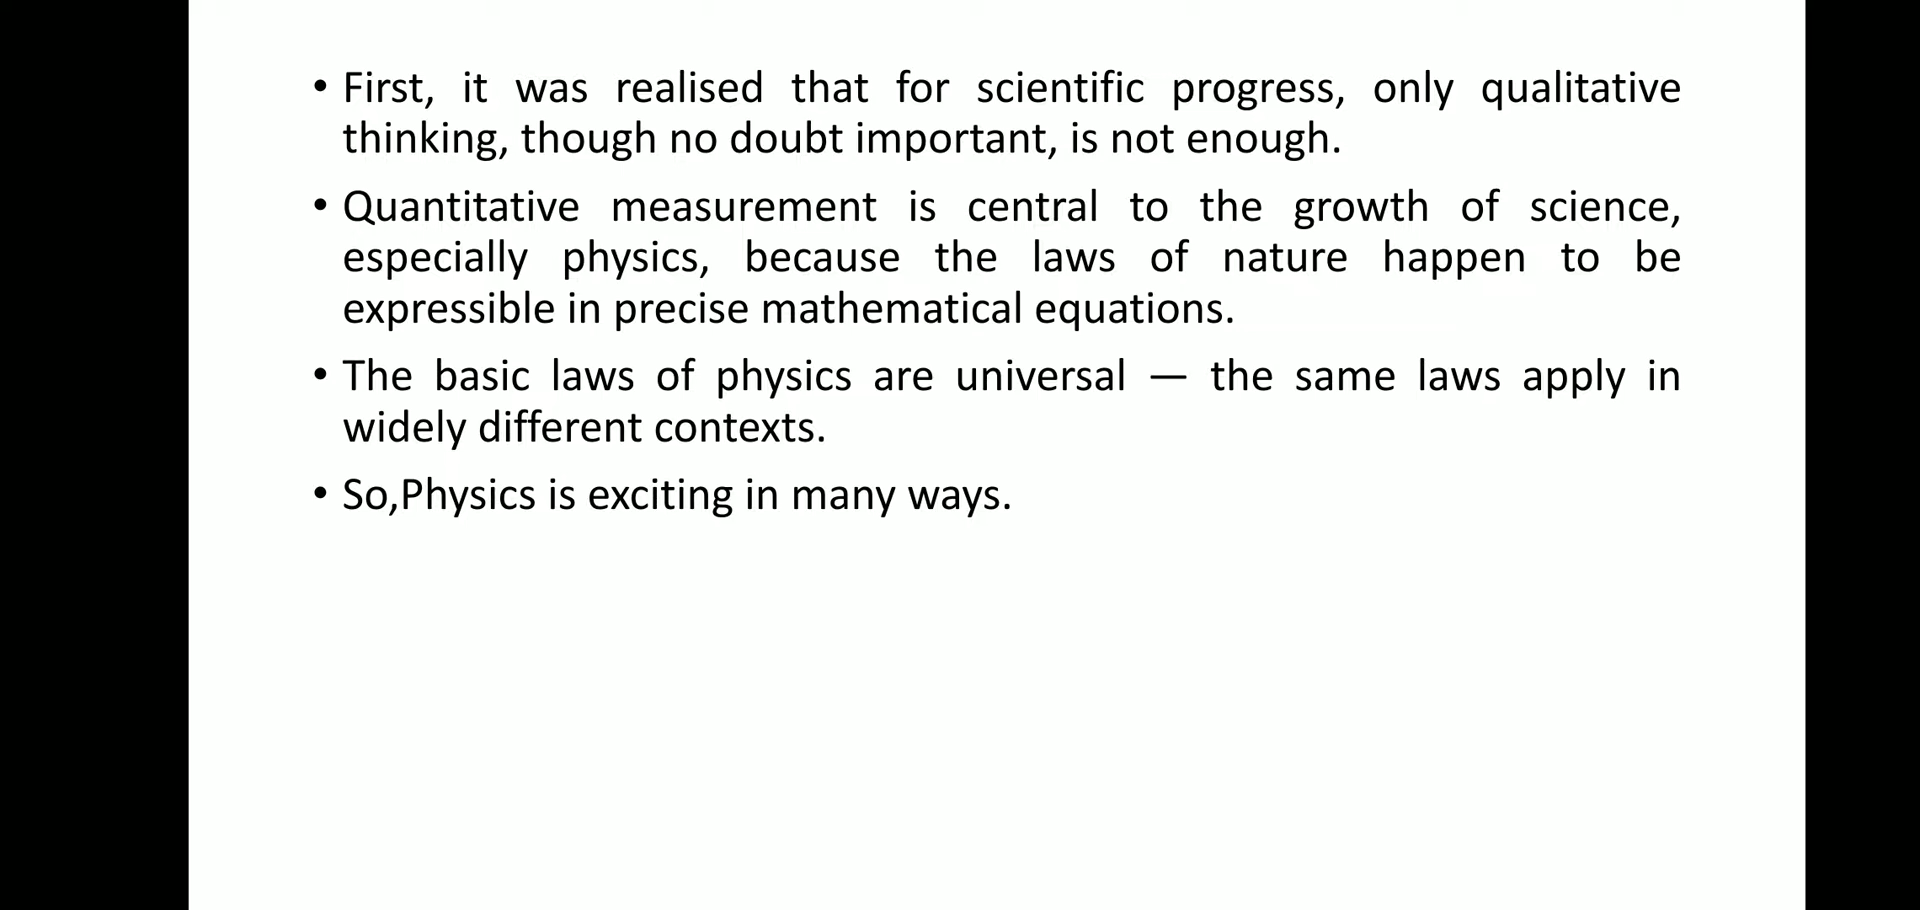 • First, it was realised that for scientific progress, only qualitative
thinking, though no doubt important, is not enough.
• Quantitative measurement is central to the growth of science,
especially physics, because the laws of nature happen to be
expressible in precise mathematical equations.
• The basic laws of physics are universal — the same laws apply in
widely different contexts.
• So,Physics is exciting in many ways.